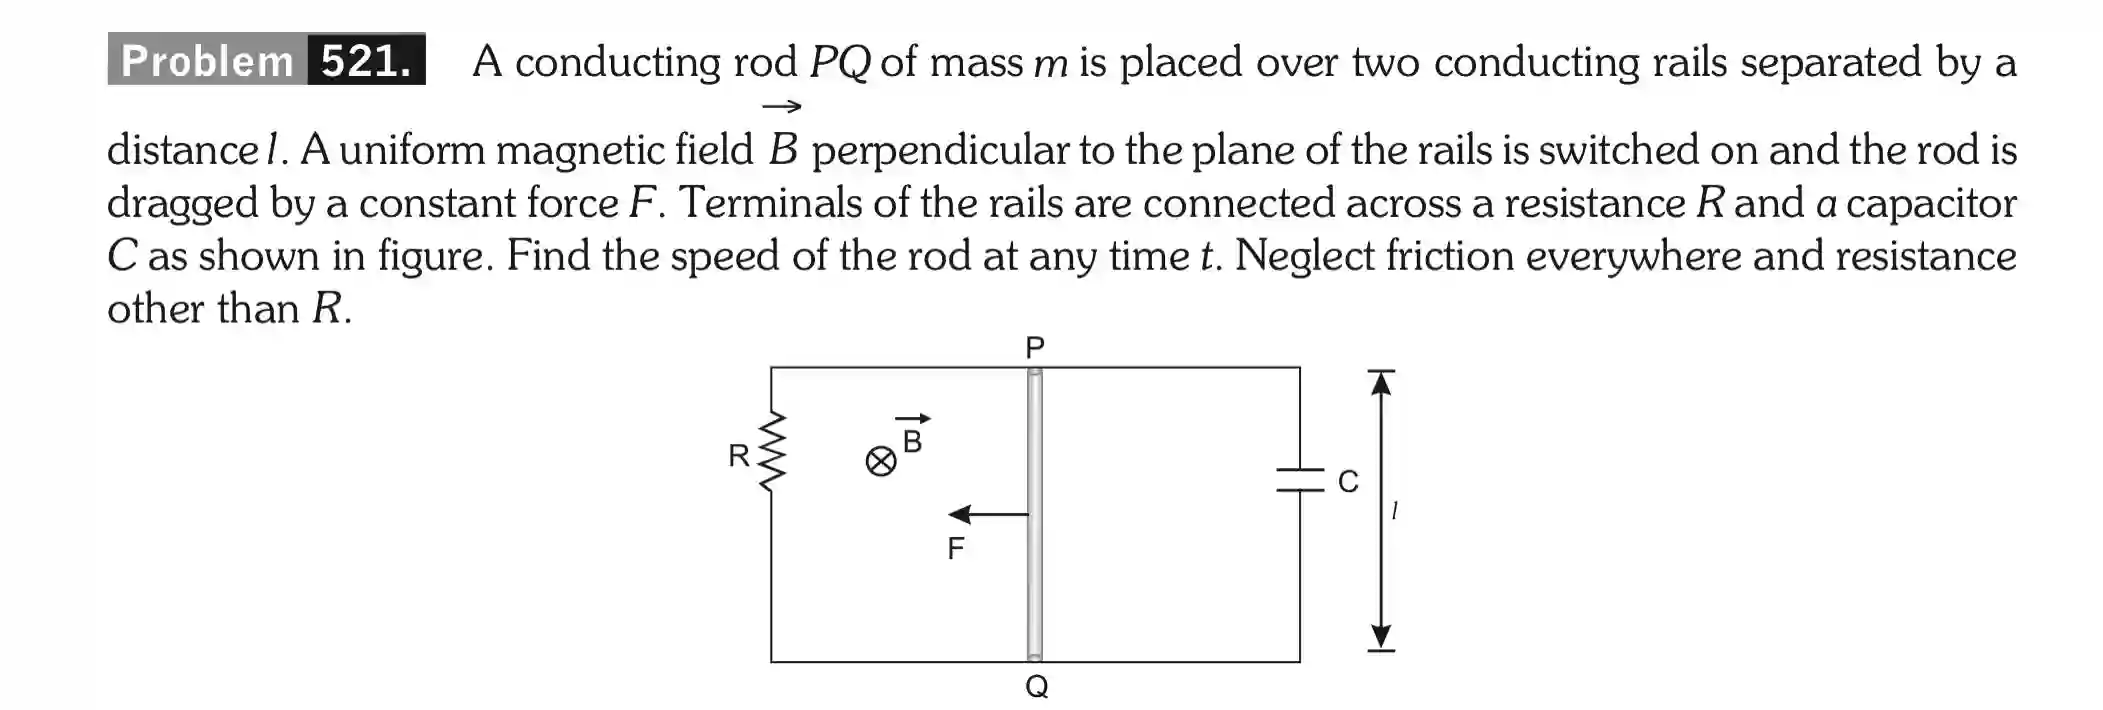 Problem 521. A conducting rod PQ of mass m is placed over two conducting rails separated by a
distance l. A uniform magnetic field B⃗ perpendicular to the plane of the rails is switched on and the rod is
dragged by a constant force F. Terminals of the rails are connected across a resistance R and a capacitor
C as shown in figure. Find the speed of the rod at any time t. Neglect friction everywhere and resistance
other than R.
P
B⃗
R
C
l
F
Q